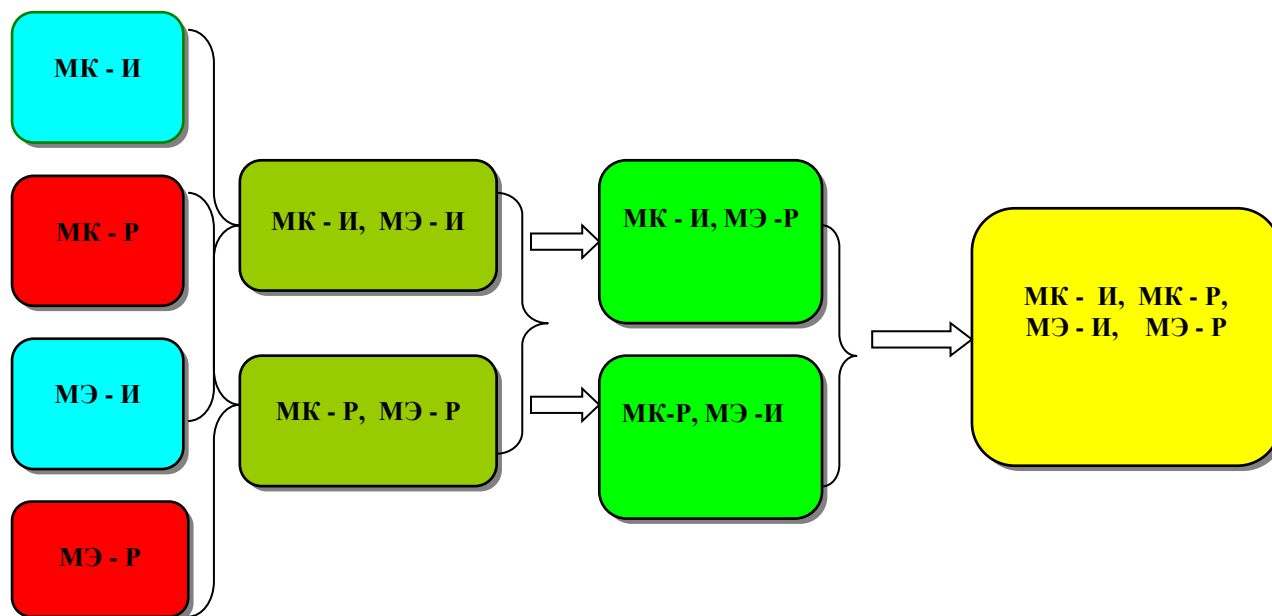 МК - И
МК - Р
МЭ - И
МЭ - Р
МК - И, МЭ - И
МК - Р, МЭ - Р
МК - И, МЭ -Р
МК-Р, МЭ -И
МК - И, МК - Р,
МЭ - И, МЭ - Р